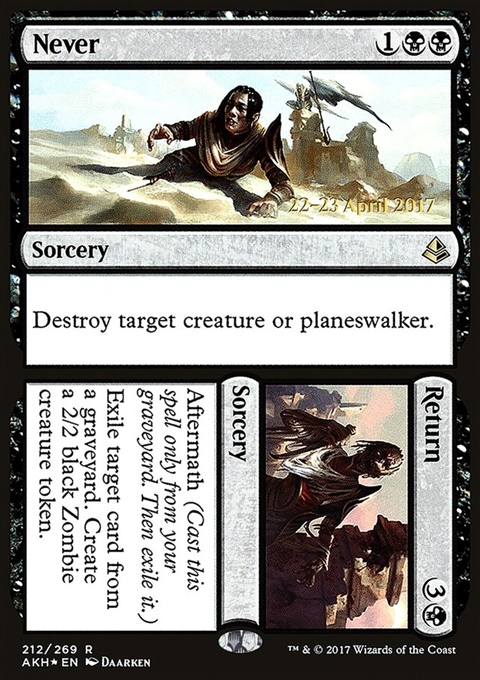 Never 1
22-23 April 2017
Sorcery
Destroy target creature or planeswalker.
Return 3
Sorcery
Aftermath (Cast this
spell only from your
graveyard. Then exile it.)
Exile target card from
a graveyard. Create
a 2/2 black Zombie
creature token.
212/269 R
AKH★EN Daarken
™ & © 2017 Wizards of the Coast